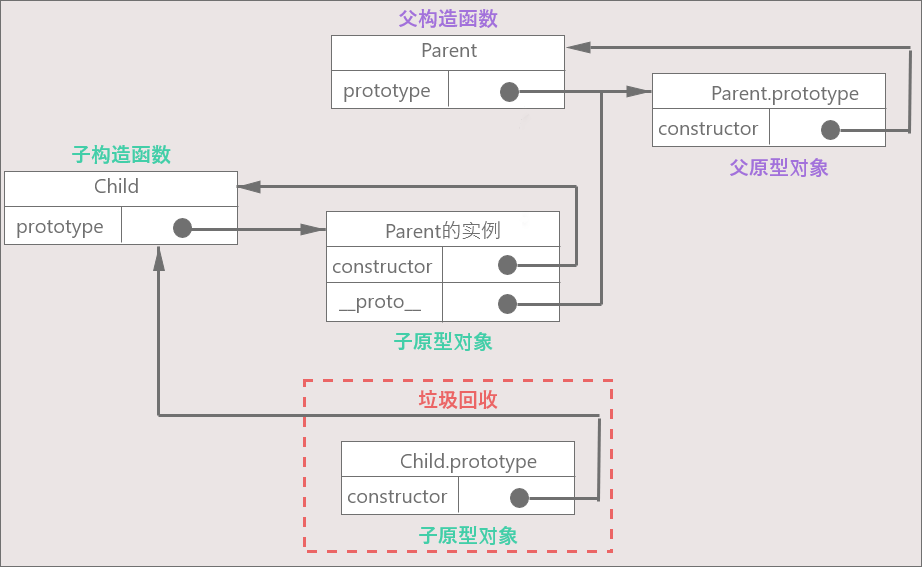 父构造函数
Parent
prototype
Parent.prototype
constructor
父原型对象
子构造函数
Child
prototype
Parent的实例
constructor
__proto__
子原型对象
垃圾回收
Child.prototype
constructor
子原型对象